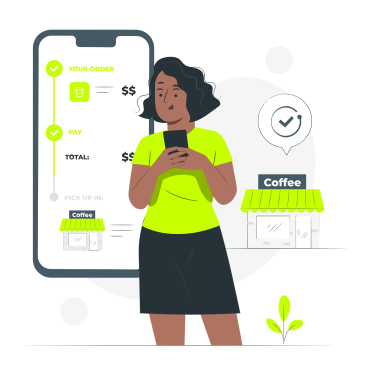 YOUR ORDER
$$
PAY
TOTAL:
$$
PICK UP IN:
Coffee
Coffee